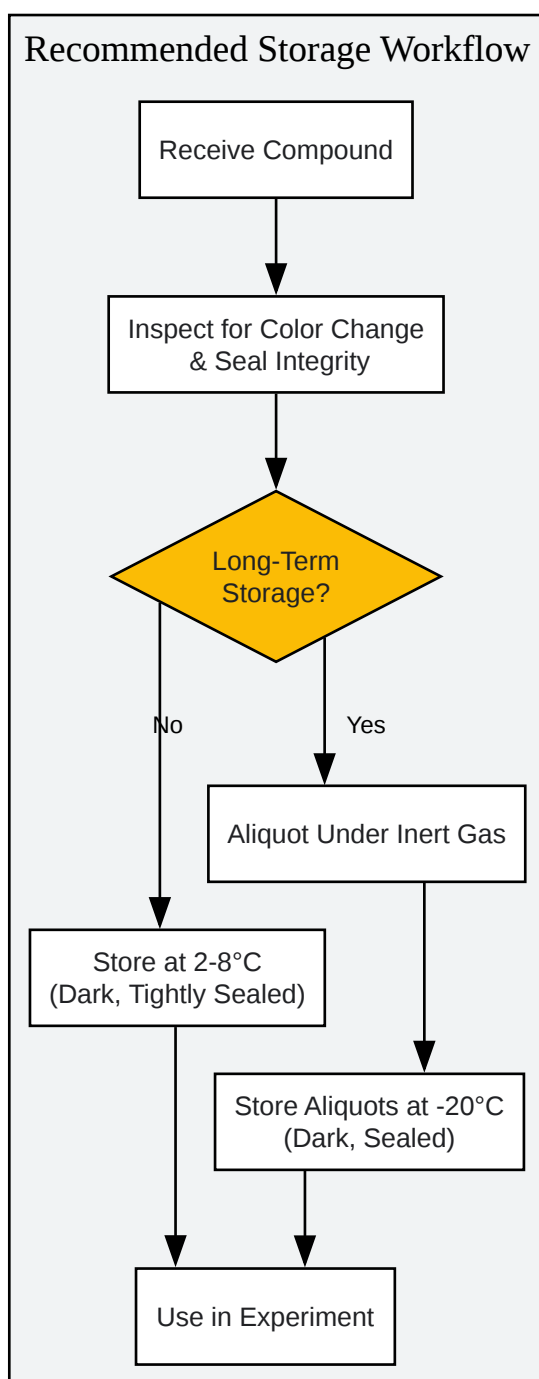 Recommended Storage Workflow
Receive Compound
Inspect for Color Change
& Seal Integrity
Long-Term
Storage?
No
Yes
Aliquot Under Inert Gas
Store at 2-8°C
(Dark, Tightly Sealed)
Store Aliquots at -20°C
(Dark, Sealed)
Use in Experiment